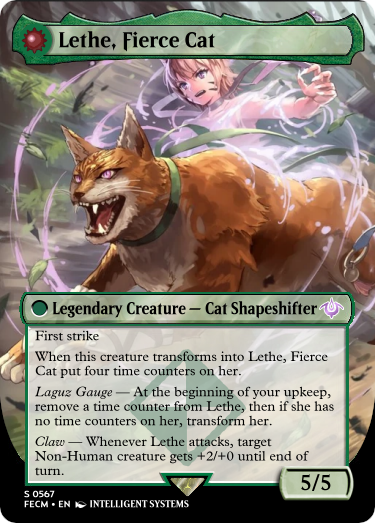 Lethe, Fierce Cat
Legendary Creature — Cat Shapeshifter
First strike
When this creature transforms into Lethe, Fierce
Cat put four time counters on her.
Laguz Gauge — At the beginning of your upkeep,
remove a time counter from Lethe, then if she has
no time counters on her, transform her.
Claw — Whenever Lethe attacks, target
Non-Human creature gets +2/+0 until end of
turn.
5/5
S 0567
FECM • EN INTELLIGENT SYSTEMS